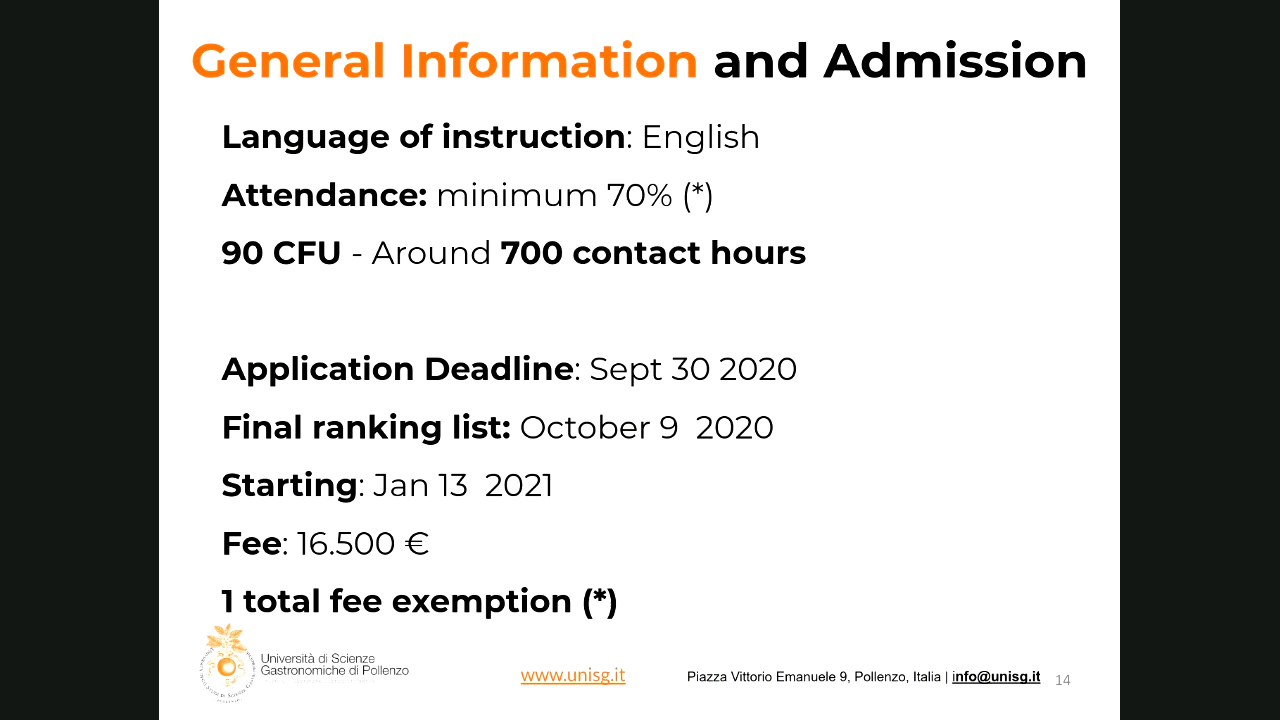 General Information and Admission
Language of instruction: English
Attendance: minimum 70% (*)
90 CFU - Around 700 contact hours
Application Deadline: Sept 30 2020
Final ranking list: October 9  2020
Starting: Jan 13  2021
Fee: 16.500 €
1 total fee exemption (*)
Università di Scienze
Gastronomiche di Pollenzo
www.unisg.it
Piazza Vittorio Emanuele 9, Pollenzo, Italia | info@unisg.it
14